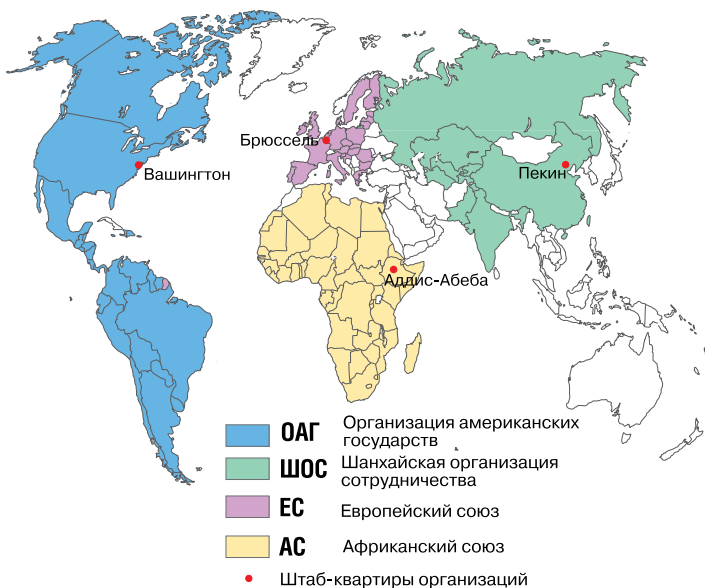 Брюссель
Вашингтон
Пекин
Аддис-Абеба
ОАГ Организация американских
государств
ШОС Шанхайская организация
сотрудничества
ЕС Европейский союз
АС Африканский союз
Штаб-квартиры организаций